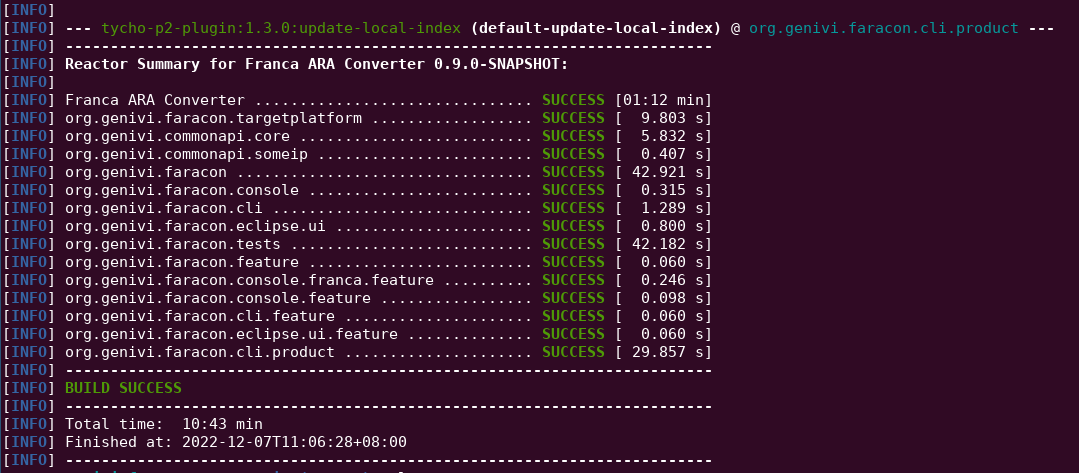 [INFO]
[INFO] --- tycho-p2-plugin:1.3.0:update-local-index (default-update-local-index) @ org.genivi.faracon.cli.product ---
[INFO] ------------------------------------------------------------------------
[INFO] Reactor Summary for Franca ARA Converter 0.9.0-SNAPSHOT:
[INFO]
[INFO] Franca ARA Converter ............................... SUCCESS [01:12 min]
[INFO] org.genivi.faracon.targetplatform .................. SUCCESS [  9.803 s]
[INFO] org.genivi.commonapi.core .......................... SUCCESS [  5.832 s]
[INFO] org.genivi.commonapi.someip ........................ SUCCESS [  0.407 s]
[INFO] org.genivi.faracon ................................. SUCCESS [ 42.921 s]
[INFO] org.genivi.faracon.console ......................... SUCCESS [  0.315 s]
[INFO] org.genivi.faracon.cli ............................. SUCCESS [  1.289 s]
[INFO] org.genivi.faracon.eclipse.ui ...................... SUCCESS [  0.800 s]
[INFO] org.genivi.faracon.tests ........................... SUCCESS [ 42.182 s]
[INFO] org.genivi.faracon.feature ......................... SUCCESS [  0.060 s]
[INFO] org.genivi.faracon.console.franca.feature .......... SUCCESS [  0.246 s]
[INFO] org.genivi.faracon.console.feature ................. SUCCESS [  0.098 s]
[INFO] org.genivi.faracon.cli.feature ..................... SUCCESS [  0.060 s]
[INFO] org.genivi.faracon.eclipse.ui.feature .............. SUCCESS [  0.060 s]
[INFO] org.genivi.faracon.cli.product ..................... SUCCESS [ 29.857 s]
[INFO] ------------------------------------------------------------------------
[INFO] BUILD SUCCESS
[INFO] ------------------------------------------------------------------------
[INFO] Total time:  10:43 min
[INFO] Finished at: 2022-12-07T11:06:28+08:00
[INFO] ------------------------------------------------------------------------